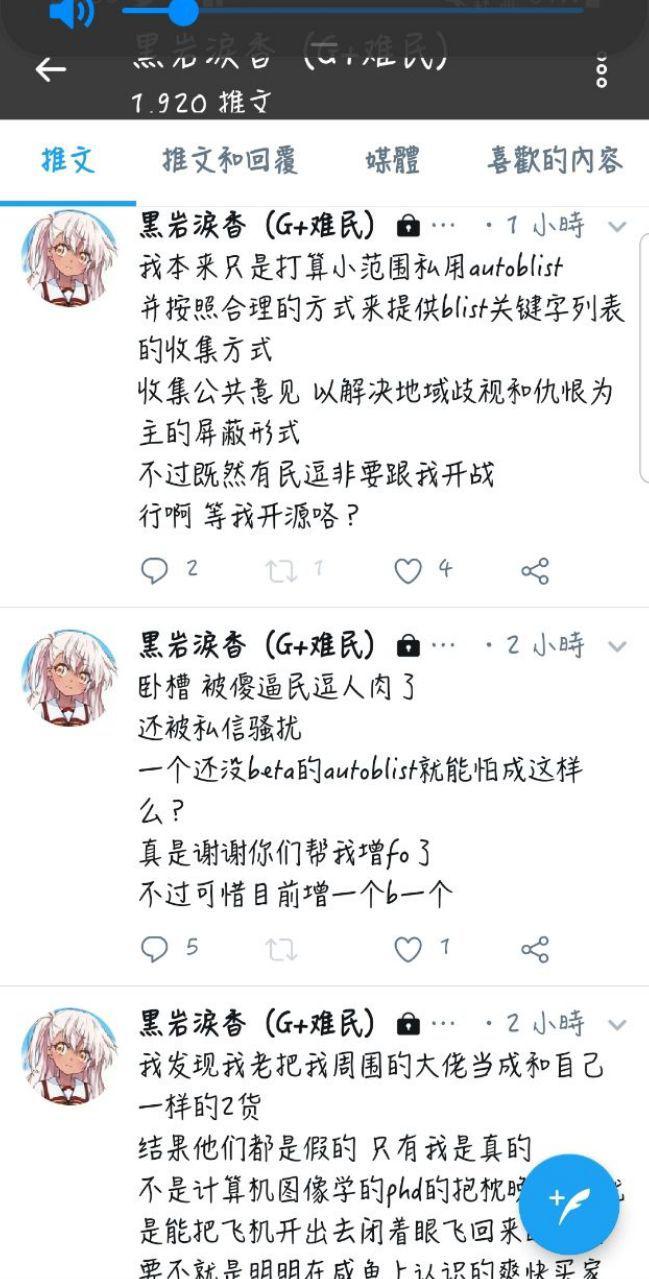 黒岩涙香（G+难民）
1.920 推文
推文
推文和回覆
媒體
喜歡的內容
黒岩涙香（G+难民） ... · 1 小時
我本来只是打算小范围私用autoblist
并按照合理的方式来提供blist关键字列表
的收集方式
收集公共意见 以解决地域歧视和仇恨为
主的屏蔽形式
不过既然有民逗非要跟我开战
行啊 等我开源咯？
2 1 4
黒岩涙香（G+难民） ... · 2 小時
卧槽 被傻逼民逗人肉了
还被私信骚扰
一个还没beta的autoblist就能怕成这样
么？
真是谢谢你们帮我增fo了
不过可惜目前增一个b一个
5 1
黒岩涙香（G+难民） ... · 2 小時
我发现我老把我周围的大佬当成和自己
一样的2货
结果他们都是假的 只有我是真的
不是计算机图像学的phd的抱枕
是能把飞机开出去闭着眼飞回来
要不就是明明在咸鱼上认识的爽快买家